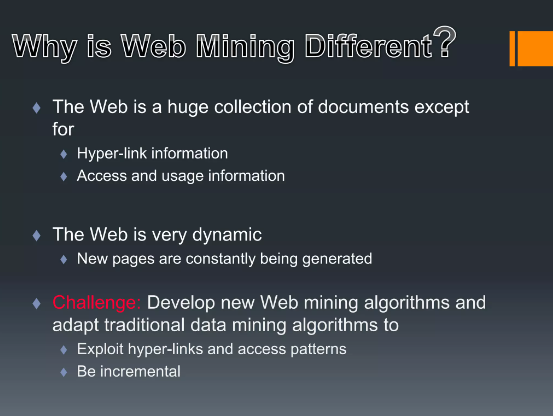 Why is Web Mining Different?
The Web is a huge collection of documents except
for
Hyper-link information
Access and usage information
The Web is very dynamic
New pages are constantly being generated
Challenge: Develop new Web mining algorithms and
adapt traditional data mining algorithms to
Exploit hyper-links and access patterns
Be incremental